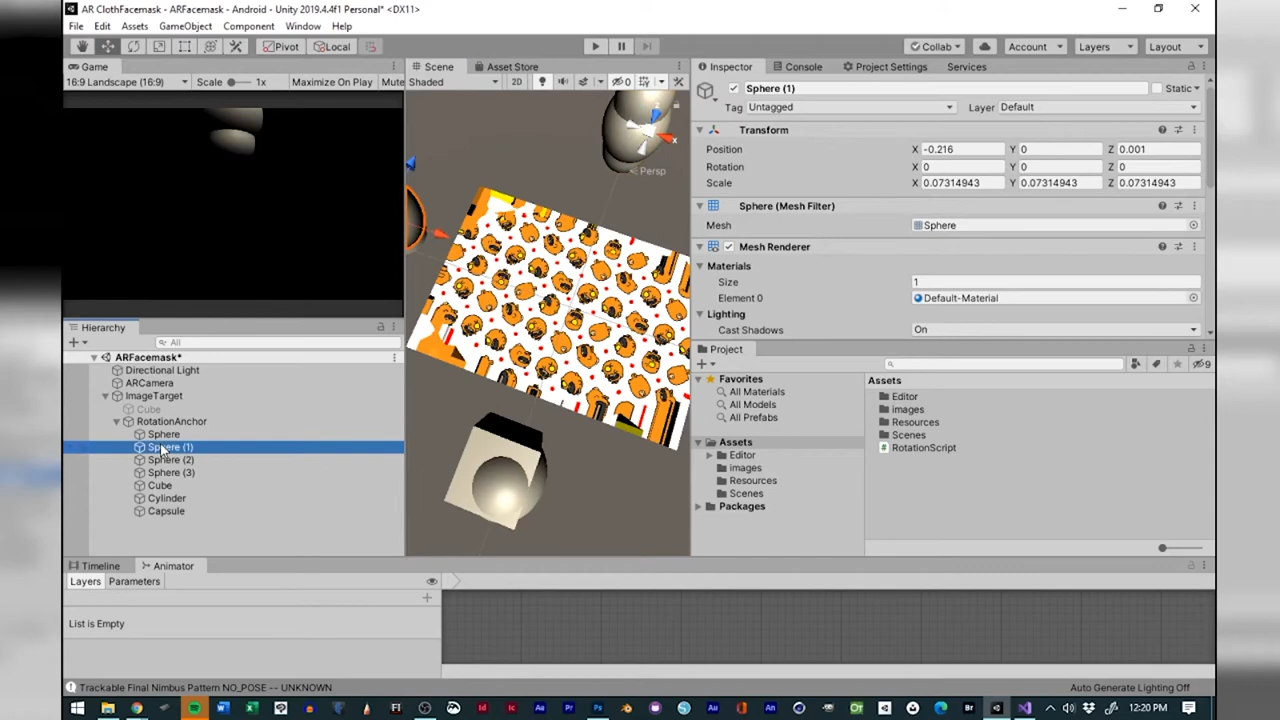 AR ClothFacemask - ARFacemask - Android - Unity 2019.4.4f1 Personal* <DX11>
File Edit Assets GameObject Component Window Help
Pivot Local Collab Account Layers Layout
Game Scene Asset Store Inspector Console Project Settings Services
16:9 Landscape (16:9) Scale 1x Maximize On Play Mute Shaded 2D 0
Sphere (1) Static
Tag Untagged Layer Default
Transform
Position X -0.216 Y 0 Z 0.001
Rotation X 0 Y 0 Z 0
Scale X 0.07314943 Y 0.07314943 Z 0.07314943
x
Persp
Sphere (Mesh Filter)
Mesh Sphere
Mesh Renderer
Materials
Size 1
Element 0 Default-Material
Lighting
Cast Shadows On
Hierarchy
All
ARFacemask*
Directional Light
ARCamera
ImageTarget
Cube
RotationAnchor
Sphere
Sphere (1)
Sphere (2)
Sphere (3)
Cube
Cylinder
Capsule
Project
9
Favorites
All Materials
All Models
All Prefabs
Assets
Editor
images
Resources
Scenes
Packages
Assets
Editor
images
Resources
Scenes
RotationScript
Timeline Animator
Layers Parameters
List is Empty
Trackable Final Nimbus Pattern NO_POSE -- UNKNOWN Auto Generate Lighting Off
12:20 PM